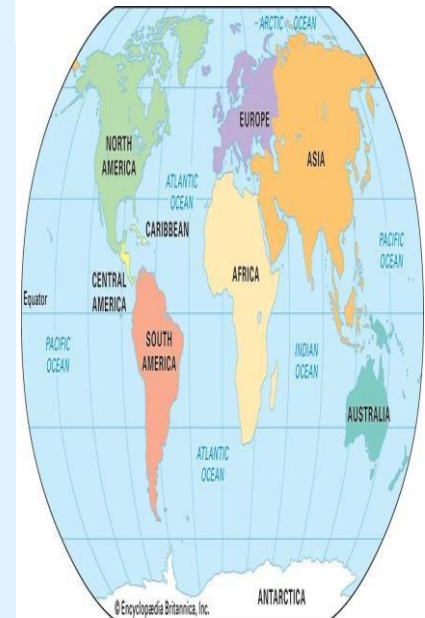 ARCTIC OCEAN
NORTH
AMERICA
EUROPE
ASIA
ATLANTIC
OCEAN
CARIBBEAN
PACIFIC
OCEAN
CENTRAL
AMERICA
AFRICA
Equator
PACIFIC
OCEAN
SOUTH
AMERICA
INDIAN
OCEAN
AUSTRALIA
ATLANTIC
OCEAN
ANTARCTICA
© Encyclopædia Britannica, Inc.